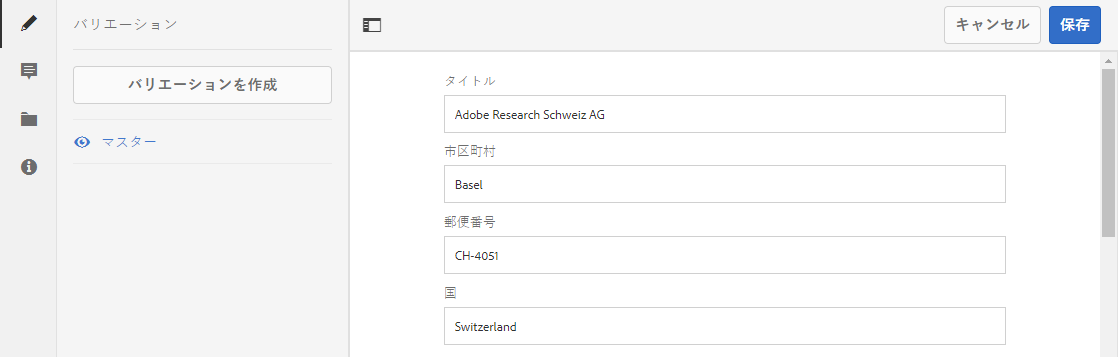 バリエーション
バリエーションを作成
マスター
キャンセル
保存
タイトル
Adobe Research Schweiz AG
市区町村
Basel
郵便番号
CH-4051
国
Switzerland